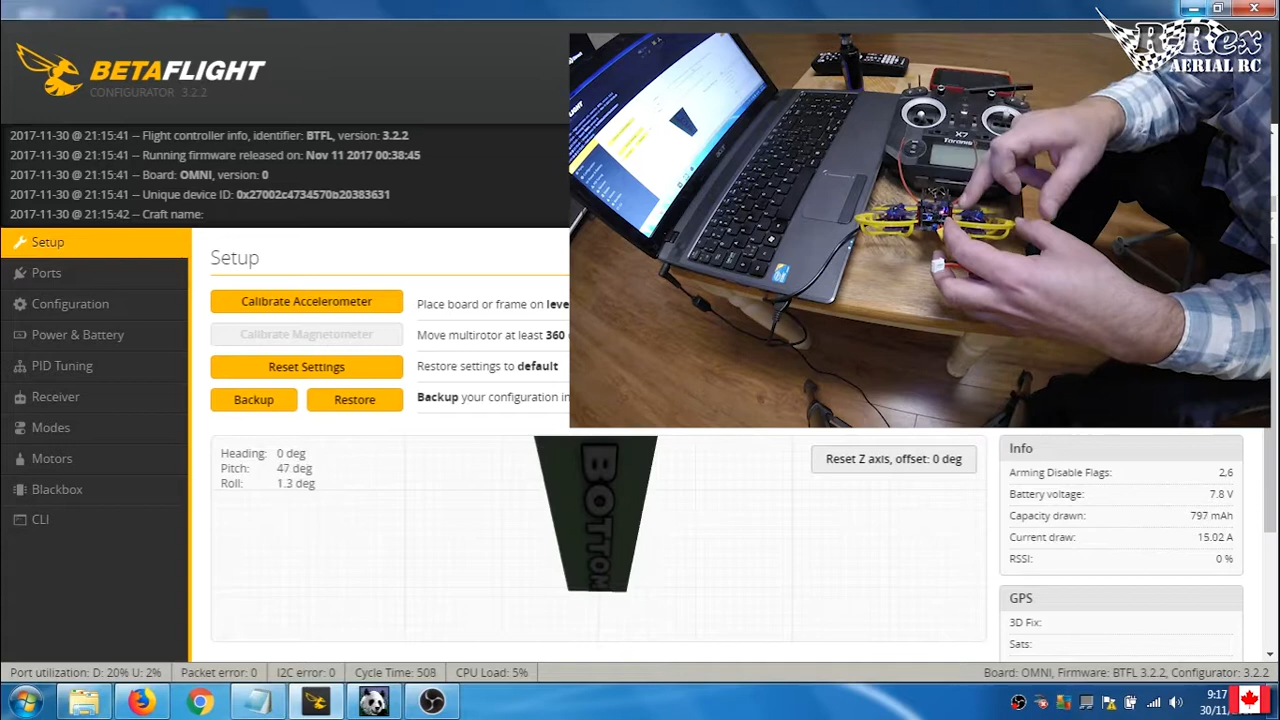 R-Rex
AERIAL RC
BETAFLIGHT
CONFIGURATOR 3.2.2
2017-11-30 @ 21:15:41 -- Flight controller info, identifier: BTFL, version: 3.2.2
2017-11-30 @ 21:15:41 -- Running firmware released on: Nov 11 2017 00:38:45
2017-11-30 @ 21:15:41 -- Board: OMNI, version: 0
2017-11-30 @ 21:15:41 -- Unique device ID: 0x27002c4734570b20383631
2017-11-30 @ 21:15:42 -- Craft name:
Setup
Ports
Configuration
Power & Battery
PID Tuning
Receiver
Modes
Motors
Blackbox
CLI
Setup
Calibrate Accelerometer
Place board or frame on leve
Calibrate Magnetometer
Move multirotor at least 360
Reset Settings
Restore settings to default
Backup
Restore
Backup your configuration in
acer
X7
Taranis
Heading: 0 deg
Pitch: 47 deg
Roll: 1.3 deg
BOTTOM
Reset Z axis, offset: 0 deg
Info
Arming Disable Flags: 2.6
Battery voltage: 7.8 V
Capacity drawn: 797 mAh
Current draw: 15.02 A
RSSI: 0 %
GPS
3D Fix:
Sats:
Port utilization: D: 20% U: 2%
Packet error: 0
I2C error: 0
Cycle Time: 508
CPU Load: 5%
Board: OMNI, Firmware: BTFL 3.2.2, Configurator: 3.2.2
9:17
30/11/